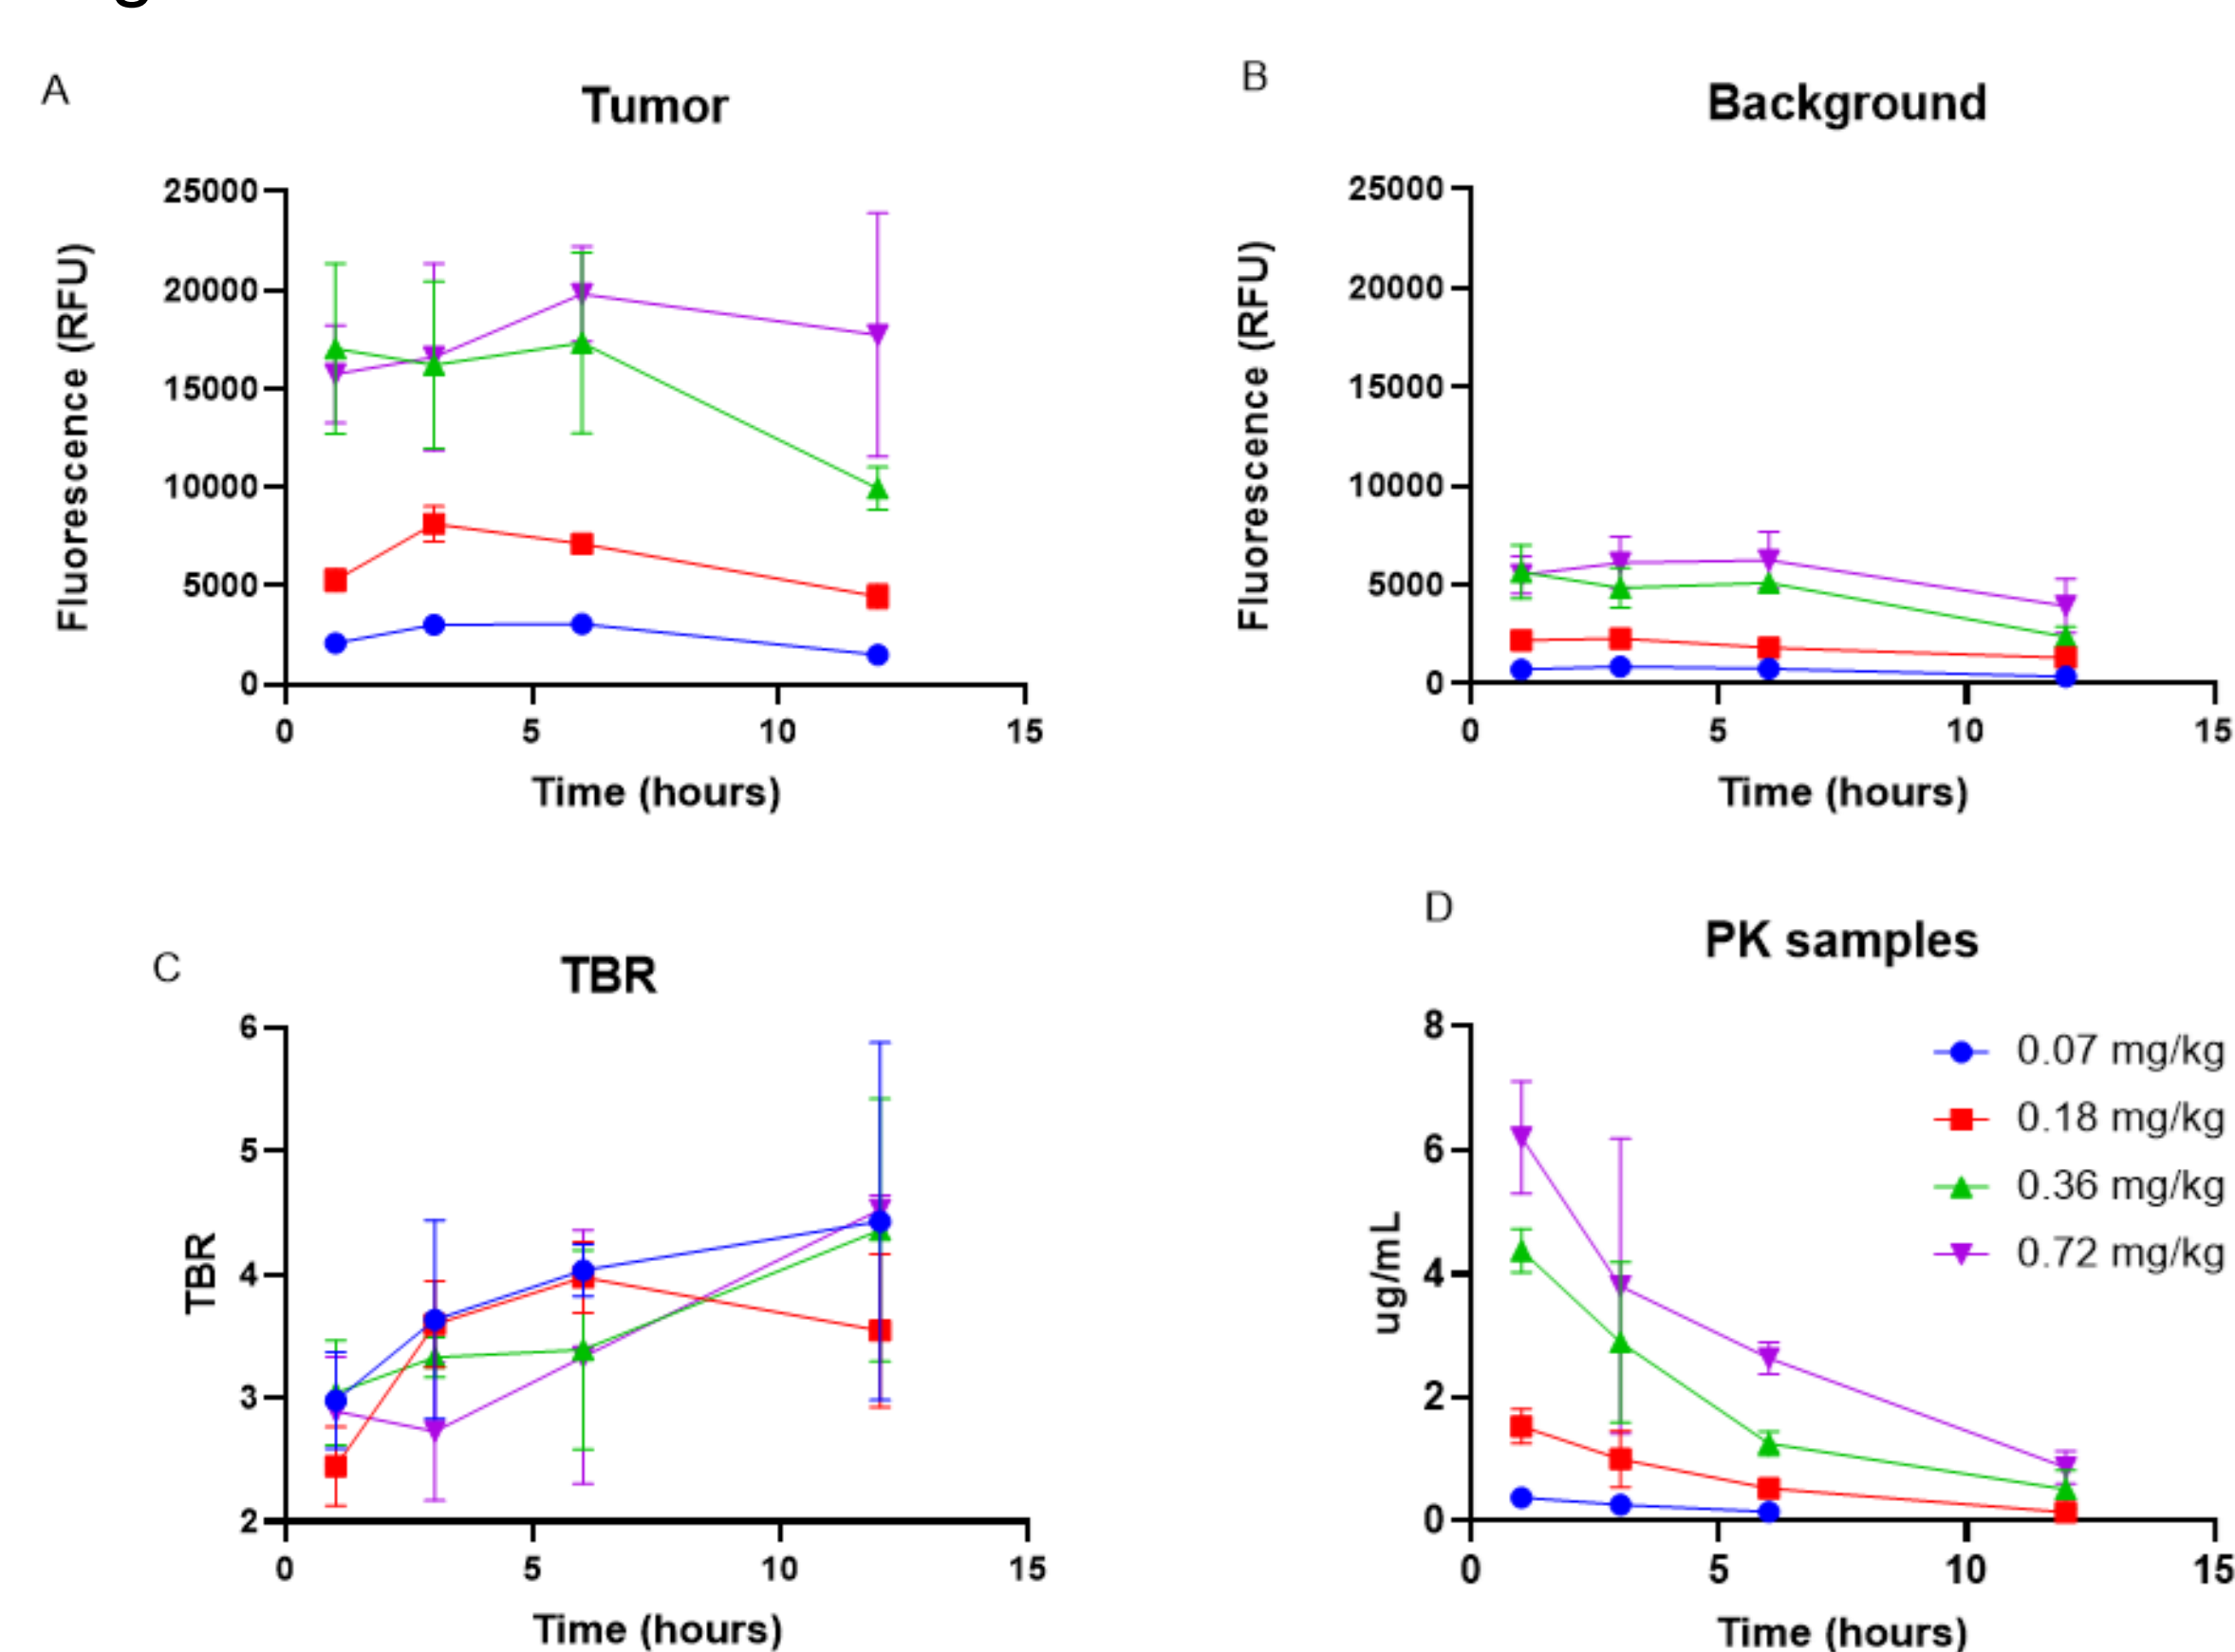 g
A
Tumor
25000
20000
15000
10000
5000
0
0 5 10 15
Fluorescence (RFU)
Time (hours)
B
Background
25000
20000
15000
10000
5000
0
0 5 10 15
Fluorescence (RFU)
Time (hours)
C
TBR
6
5
4
3
2
0 5 10 15
TBR
Time (hours)
D
PK samples
8
6
4
2
0
0 5 10 15
ug/mL
Time (hours)
0.07 mg/kg
0.18 mg/kg
0.36 mg/kg
0.72 mg/kg